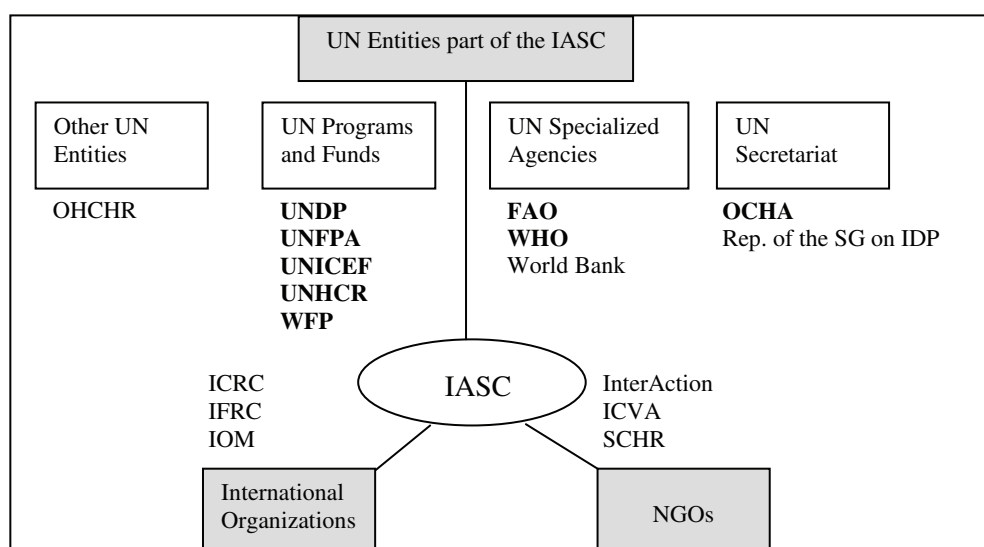 UN Entities part of the IASC
Other UN
Entities
OHCHR
UN Programs
and Funds
UNDP
UNFPA
UNICEF
UNHCR
WFP
UN Specialized
Agencies
FAO
WHO
World Bank
UN
Secretariat
OCHA
Rep. of the SG on IDP
IASC
ICRC
IFRC
IOM
International
Organizations
InterAction
ICVA
SCHR
NGOs